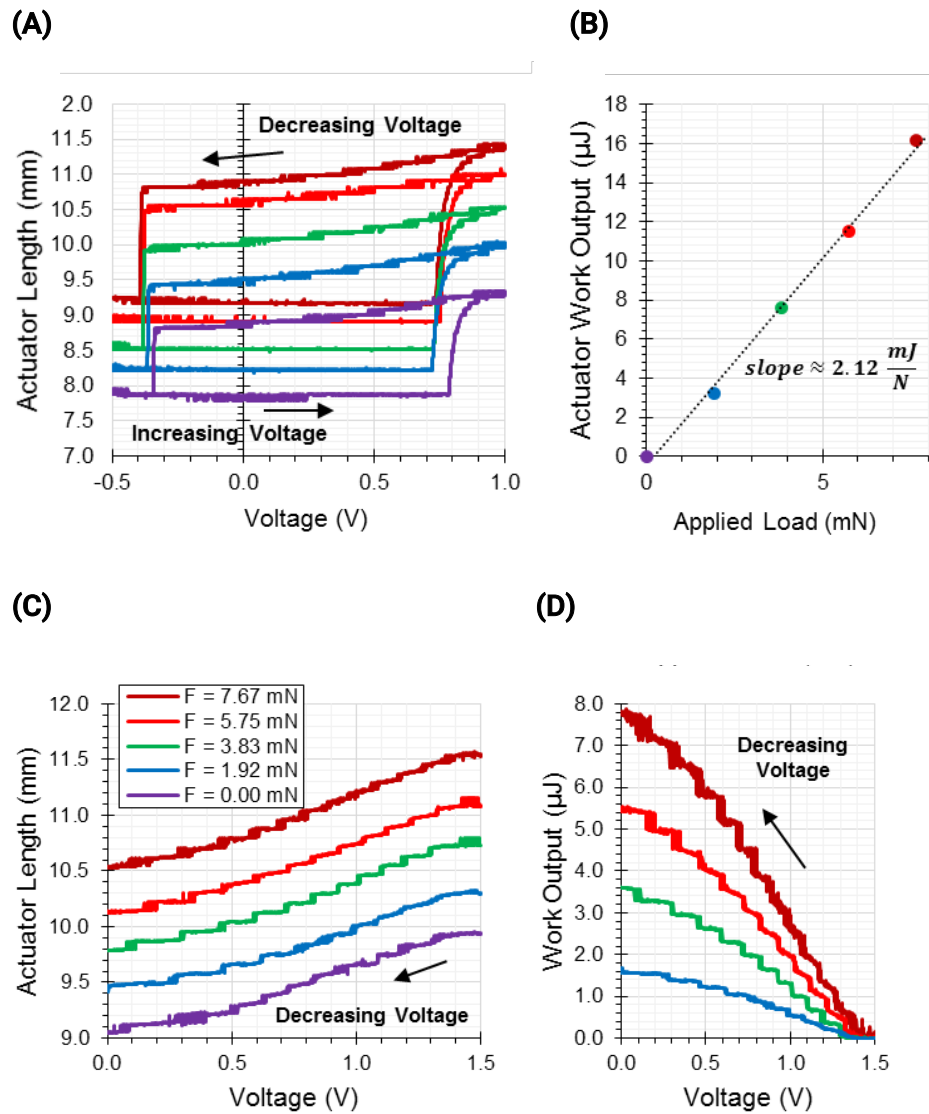 (A)
(B)
2.0
11.5
11.0
10.5
10.0
9.5
9.0
8.5
8.0
7.5
7.0
-0.5
0.0
0.5
1.0
Actuator Length (mm)
Voltage (V)
Decreasing Voltage
Increasing Voltage
18
16
14
12
10
8
6
4
2
0
0
5
Actuator Work Output (µJ)
Applied Load (mN)
slope ≈ 2.12 mJ/N
(C)
(D)
12.0
11.5
11.0
10.5
10.0
9.5
9.0
0.0
0.5
1.0
1.5
Actuator Length (mm)
Voltage (V)
F = 7.67 mN
F = 5.75 mN
F = 3.83 mN
F = 1.92 mN
F = 0.00 mN
Decreasing Voltage
8.0
7.0
6.0
5.0
4.0
3.0
2.0
1.0
0.0
0.0
0.5
1.0
1.5
Work Output (µJ)
Voltage (V)
Decreasing
Voltage